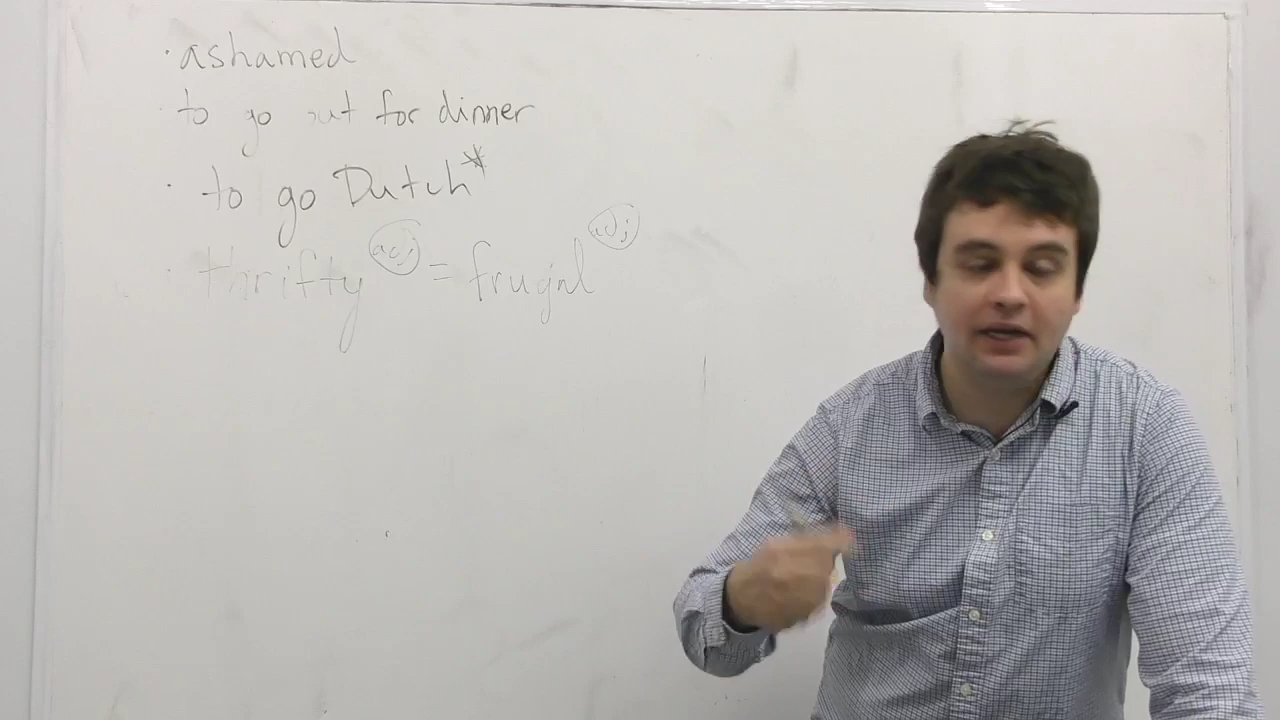 · ashamed
to go out for dinner
· to go Dutch*
· thrifty adj = frugal adj